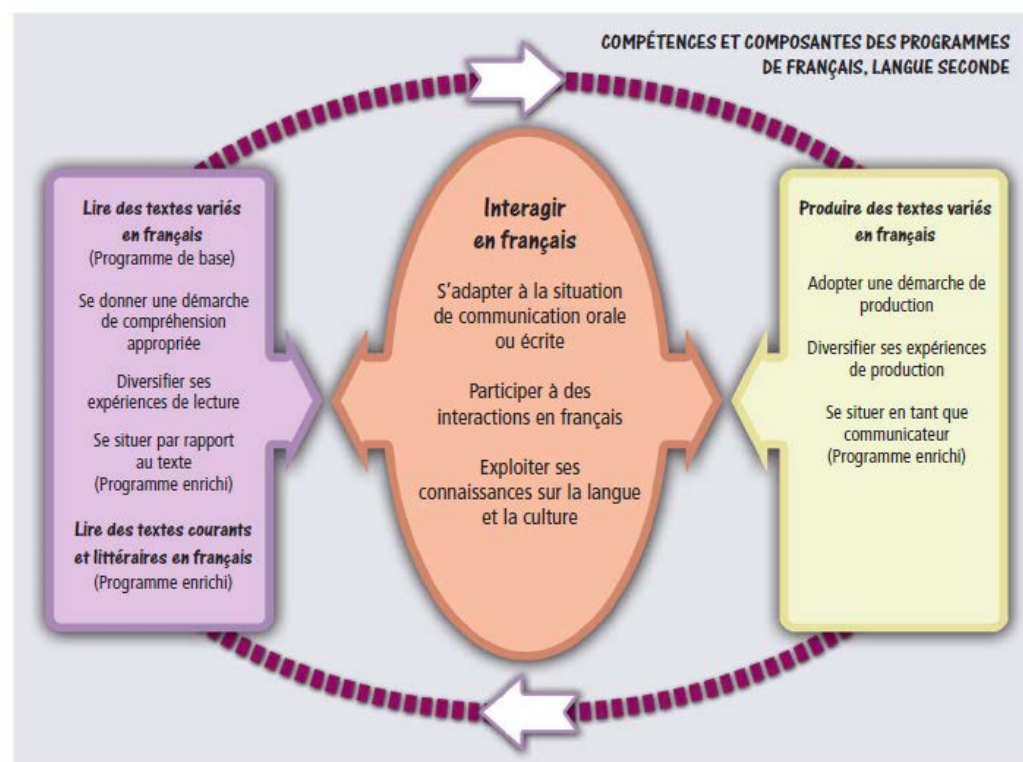 COMPÉTENCES ET COMPOSANTES DES PROGRAMMES
DE FRANÇAIS, LANGUE SECONDE
Lire des textes variés
en français
(Programme de base)
Se donner une démarche
de compréhension
appropriée
Diversifier ses
expériences de lecture
Se situer par rapport
au texte
(Programme enrichi)
Lire des textes courants
et littéraires en français
(Programme enrichi)
Interagir
en français
S'adapter à la situation
de communication orale
ou écrite
Participer à des
interactions en français
Exploiter ses
connaissances sur la langue
et la culture
Produire des textes variés
en français
Adopter une démarche de
production
Diversifier ses expériences
de production
Se situer en tant que
communicateur
(Programme enrichi)